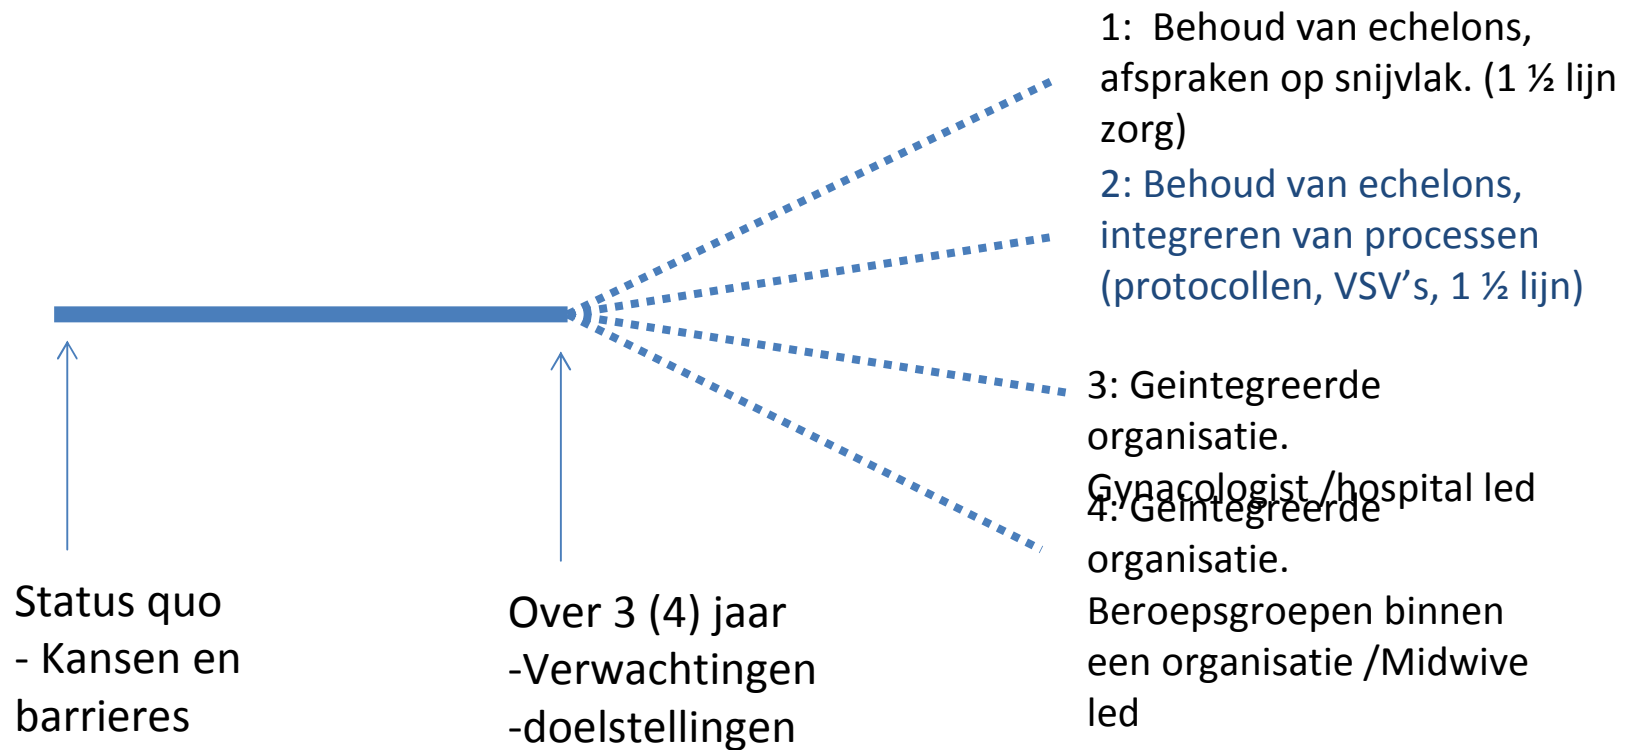 1:  Behoud van echelons,
afspraken op snijvlak. (1 ½ lijn
zorg)
2: Behoud van echelons,
integreren van processen
(protocollen, VSV’s, 1 ½ lijn)
3: Geintegreerde
organisatie.
Gynacologist /hospital led
4: Geintegreerde
organisatie.
Beroepsgroepen binnen
een organisatie /Midwive
led
Status quo
- Kansen en
barrieres
Over 3 (4) jaar
-Verwachtingen
-doelstellingen